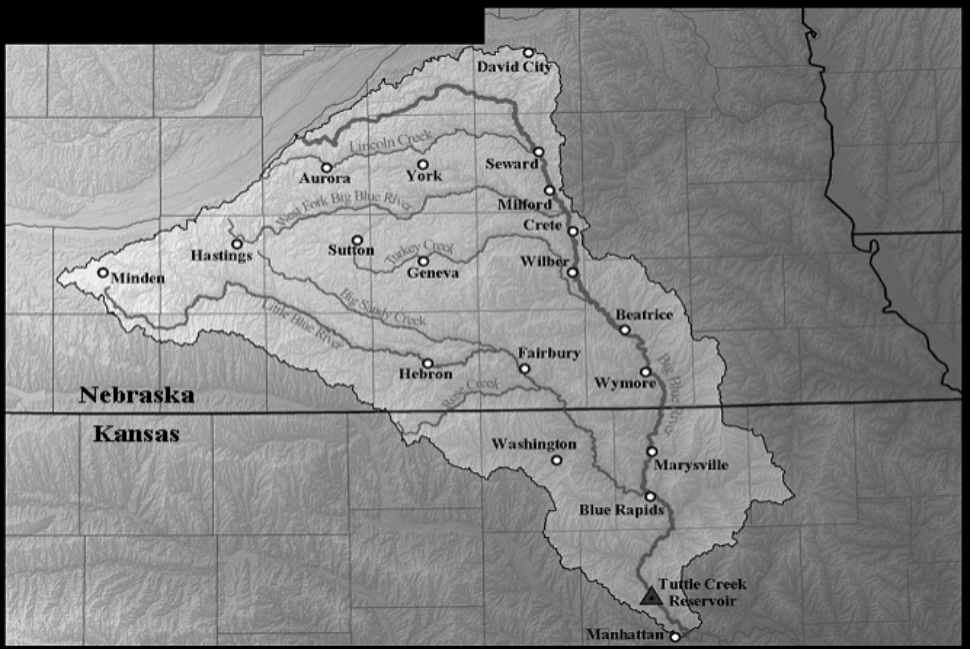 David City
Lincoln Creek
Seward
Aurora
York
West Fork Big Blue River
Milford
Crete
Hastings
Sutton
Turkey Creek
Geneva
Wilber
Minden
Big Sandy Creek
Little Blue River
Beatrice
Fairbury
Hebron
Wymore
Big Blue River
Rose Creek
Nebraska
Kansas
Washington
Marysville
Blue Rapids
Tuttle Creek
Reservoir
Manhattan